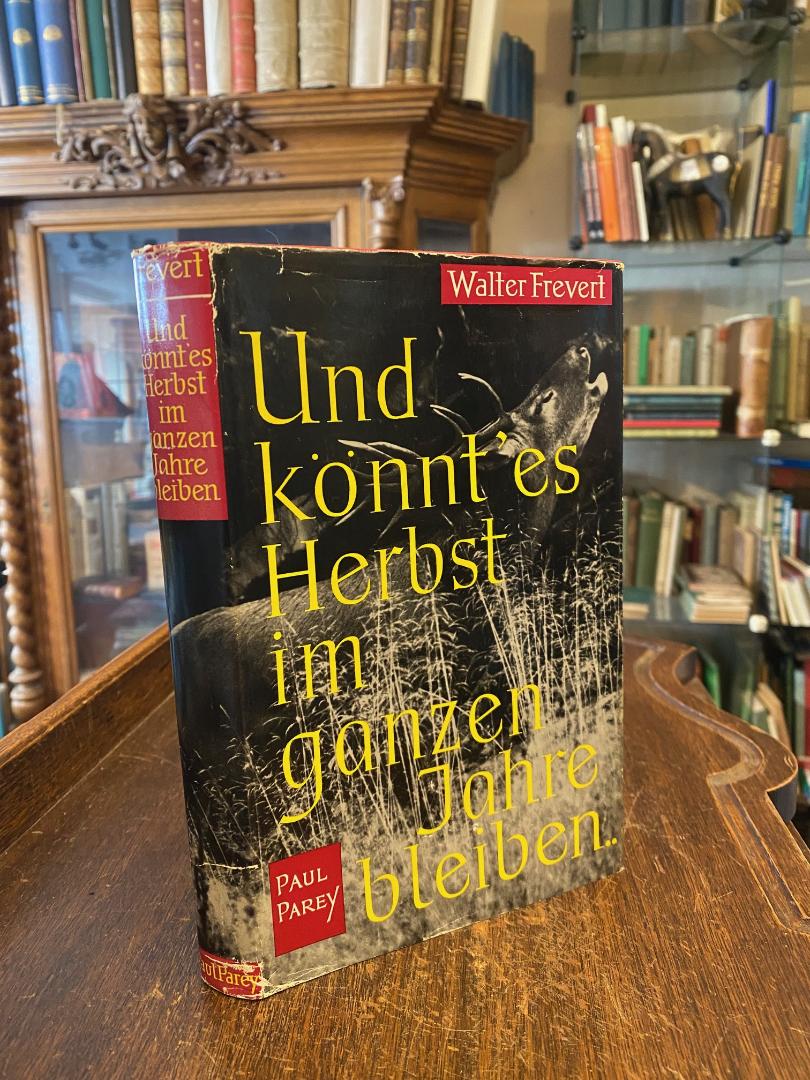 Frevert
Und
könnt'es
Herbst
im
ganzen
Jahre
bleiben
Paul Parey
Walter Frevert
Und
könnt'es
Herbst
im
ganzen
Jahre
bleiben..
PAUL
PAREY